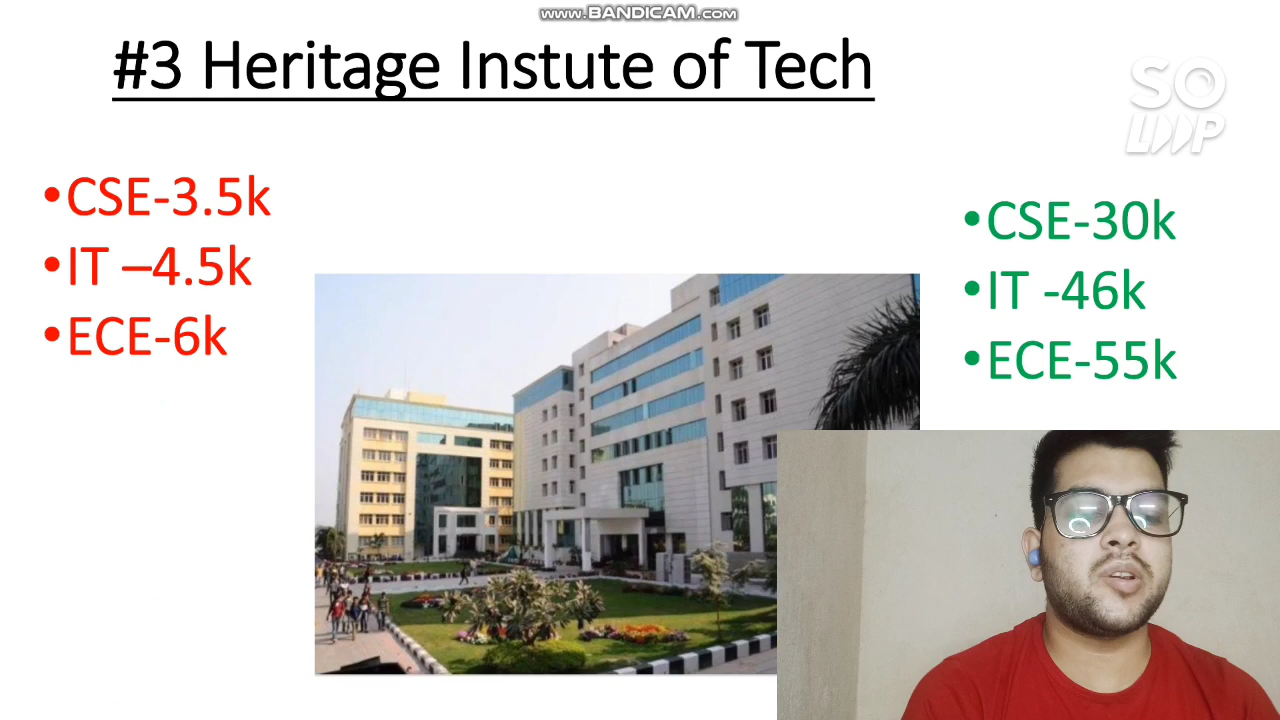 www.BANDICAM.com
#3 Heritage Instute of Tech
SO
LOOP
•CSE-3.5k
•IT –4.5k
•ECE-6k
•CSE-30k
•IT -46k
•ECE-55k